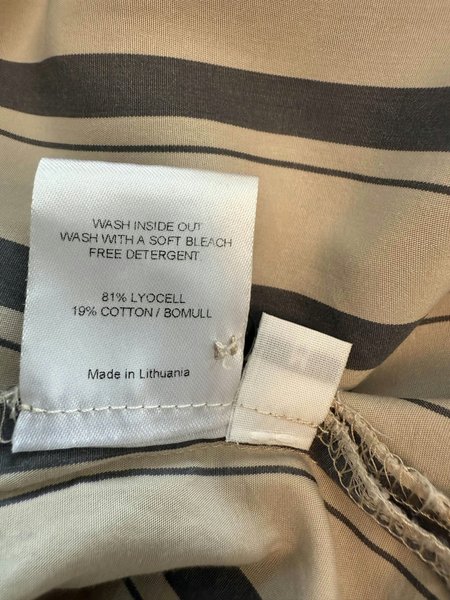 WASH INSIDE OUT
WASH WITH A SOFT BLEACH
FREE DETERGENT.
81% LYOCELL
19% COTTON / BOMULL
Made in Lithuania